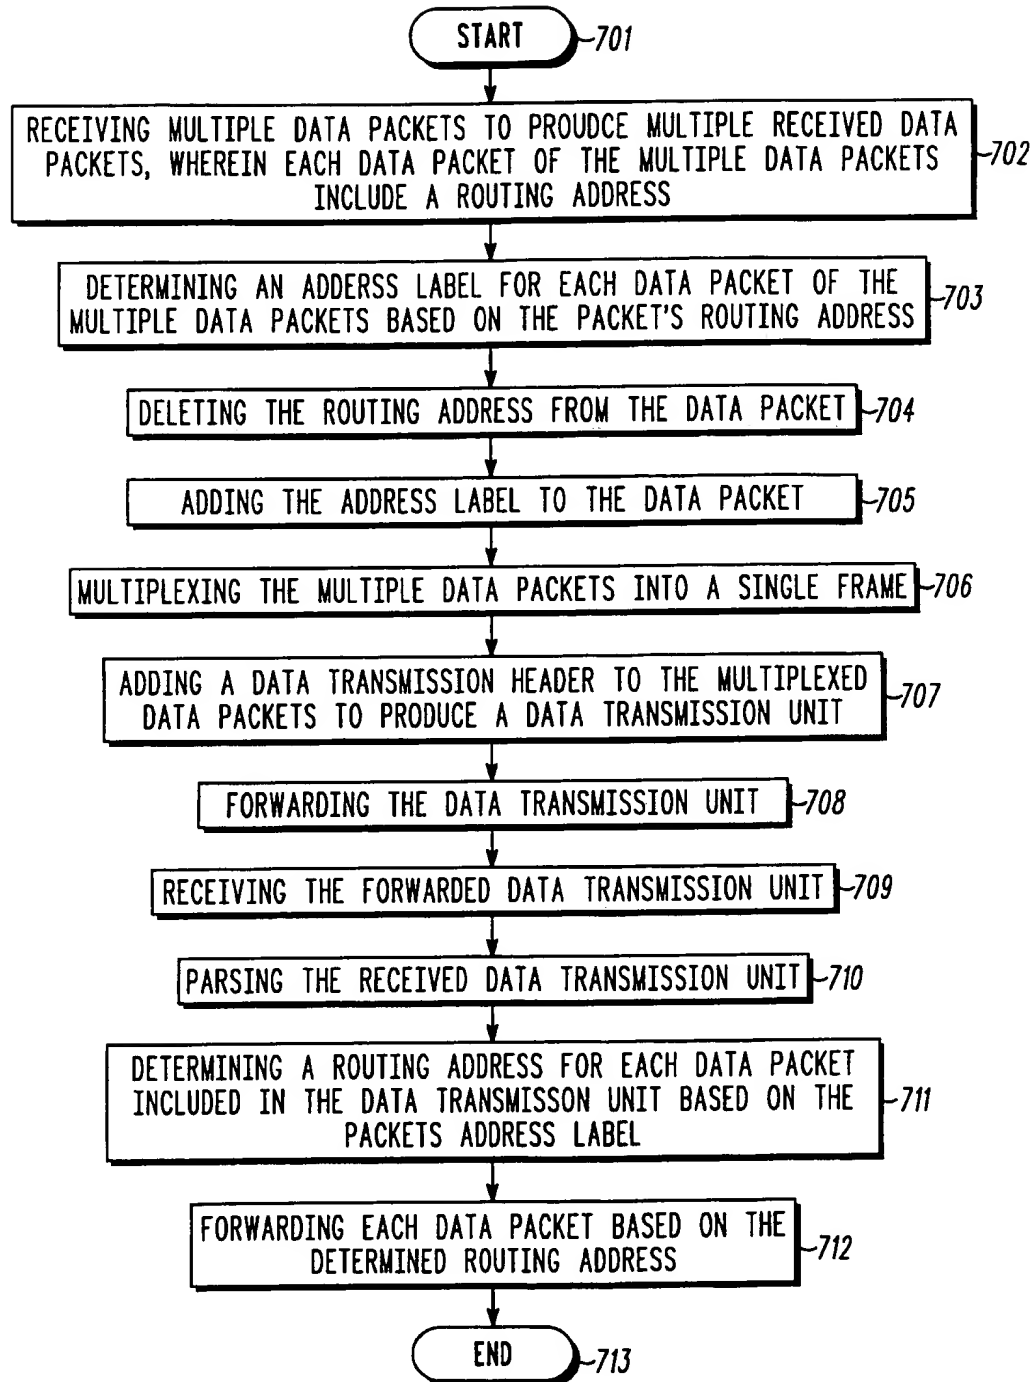 START 701
RECEIVING MULTIPLE DATA PACKETS TO PROUDCE MULTIPLE RECEIVED DATA
PACKETS, WHEREIN EACH DATA PACKET OF THE MULTIPLE DATA PACKETS 702
INCLUDE A ROUTING ADDRESS
DETERMINING AN ADDERSS LABEL FOR EACH DATA PACKET OF THE 703
MULTIPLE DATA PACKETS BASED ON THE PACKET'S ROUTING ADDRESS
DELETING THE ROUTING ADDRESS FROM THE DATA PACKET 704
ADDING THE ADDRESS LABEL TO THE DATA PACKET 705
MULTIPLEXING THE MULTIPLE DATA PACKETS INTO A SINGLE FRAME 706
ADDING A DATA TRANSMISSION HEADER TO THE MULTIPLEXED 707
DATA PACKETS TO PRODUCE A DATA TRANSMISSION UNIT
FORWARDING THE DATA TRANSMISSION UNIT 708
RECEIVING THE FORWARDED DATA TRANSMISSION UNIT 709
PARSING THE RECEIVED DATA TRANSMISSION UNIT 710
DETERMINING A ROUTING ADDRESS FOR EACH DATA PACKET
INCLUDED IN THE DATA TRANSMISSON UNIT BASED ON THE 711
PACKETS ADDRESS LABEL
FORWARDING EACH DATA PACKET BASED ON THE 712
DETERMINED ROUTING ADDRESS
END 713